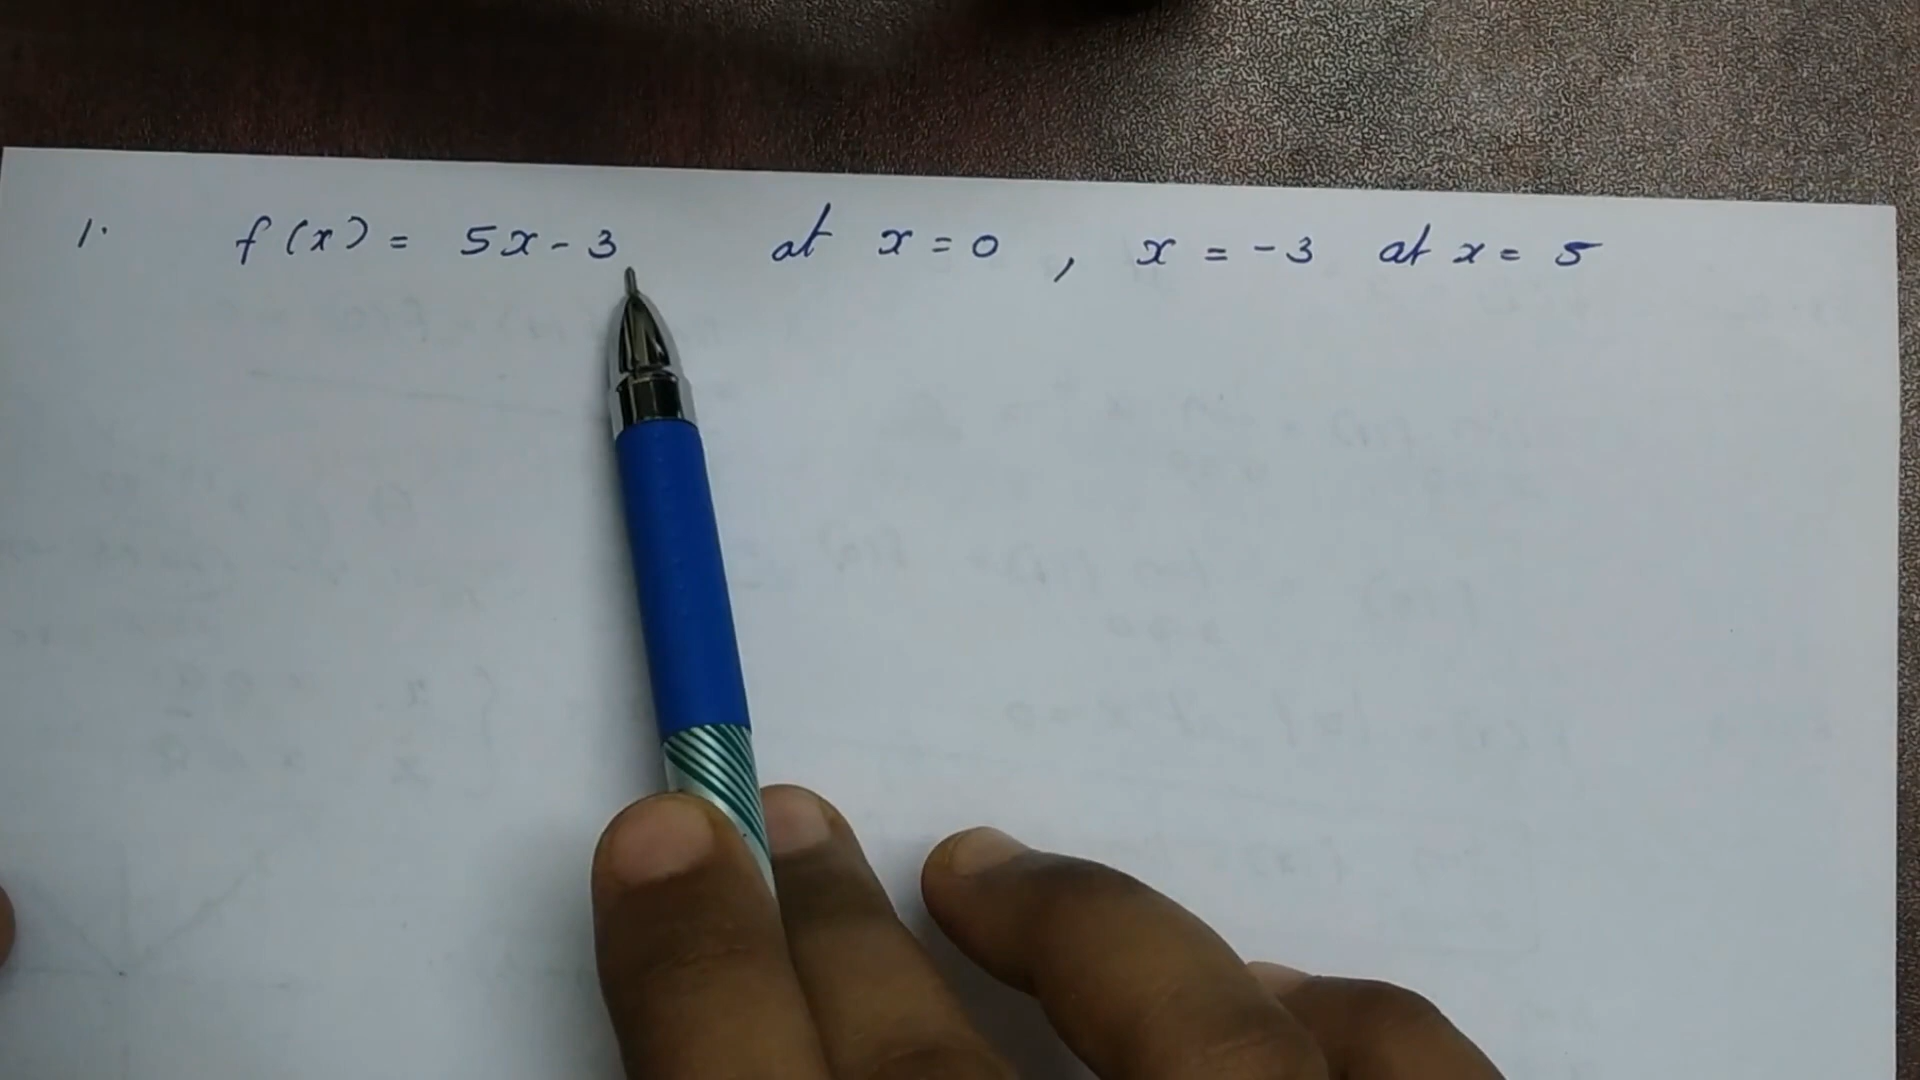 1. f(x) = 5x - 3 at x = 0 , x = -3 at x = 5